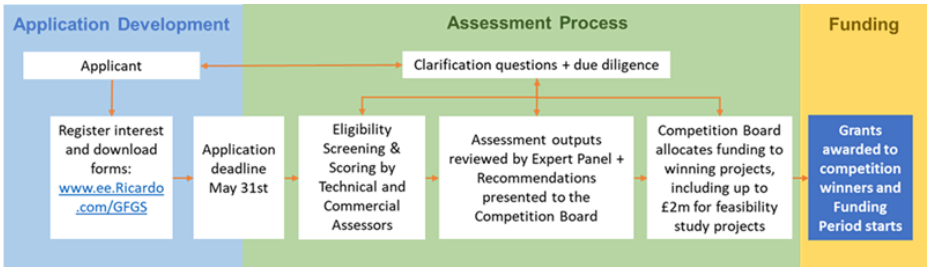 Application Development
Assessment Process
Funding
Applicant
Clarification questions + due diligence
Register interest
and download
forms:
www.ee.Ricardo
.com/GFGS
Application
deadline
May 31st
Eligibility
Screening &
Scoring by
Technical and
Commercial
Assessors
Assessment outputs
reviewed by Expert Panel +
Recommendations
presented to the
Competition Board
Competition Board
allocates funding to
winning projects,
including up to
£2m for feasibility
study projects
Grants
awarded to
competition
winners and
Funding
Period starts